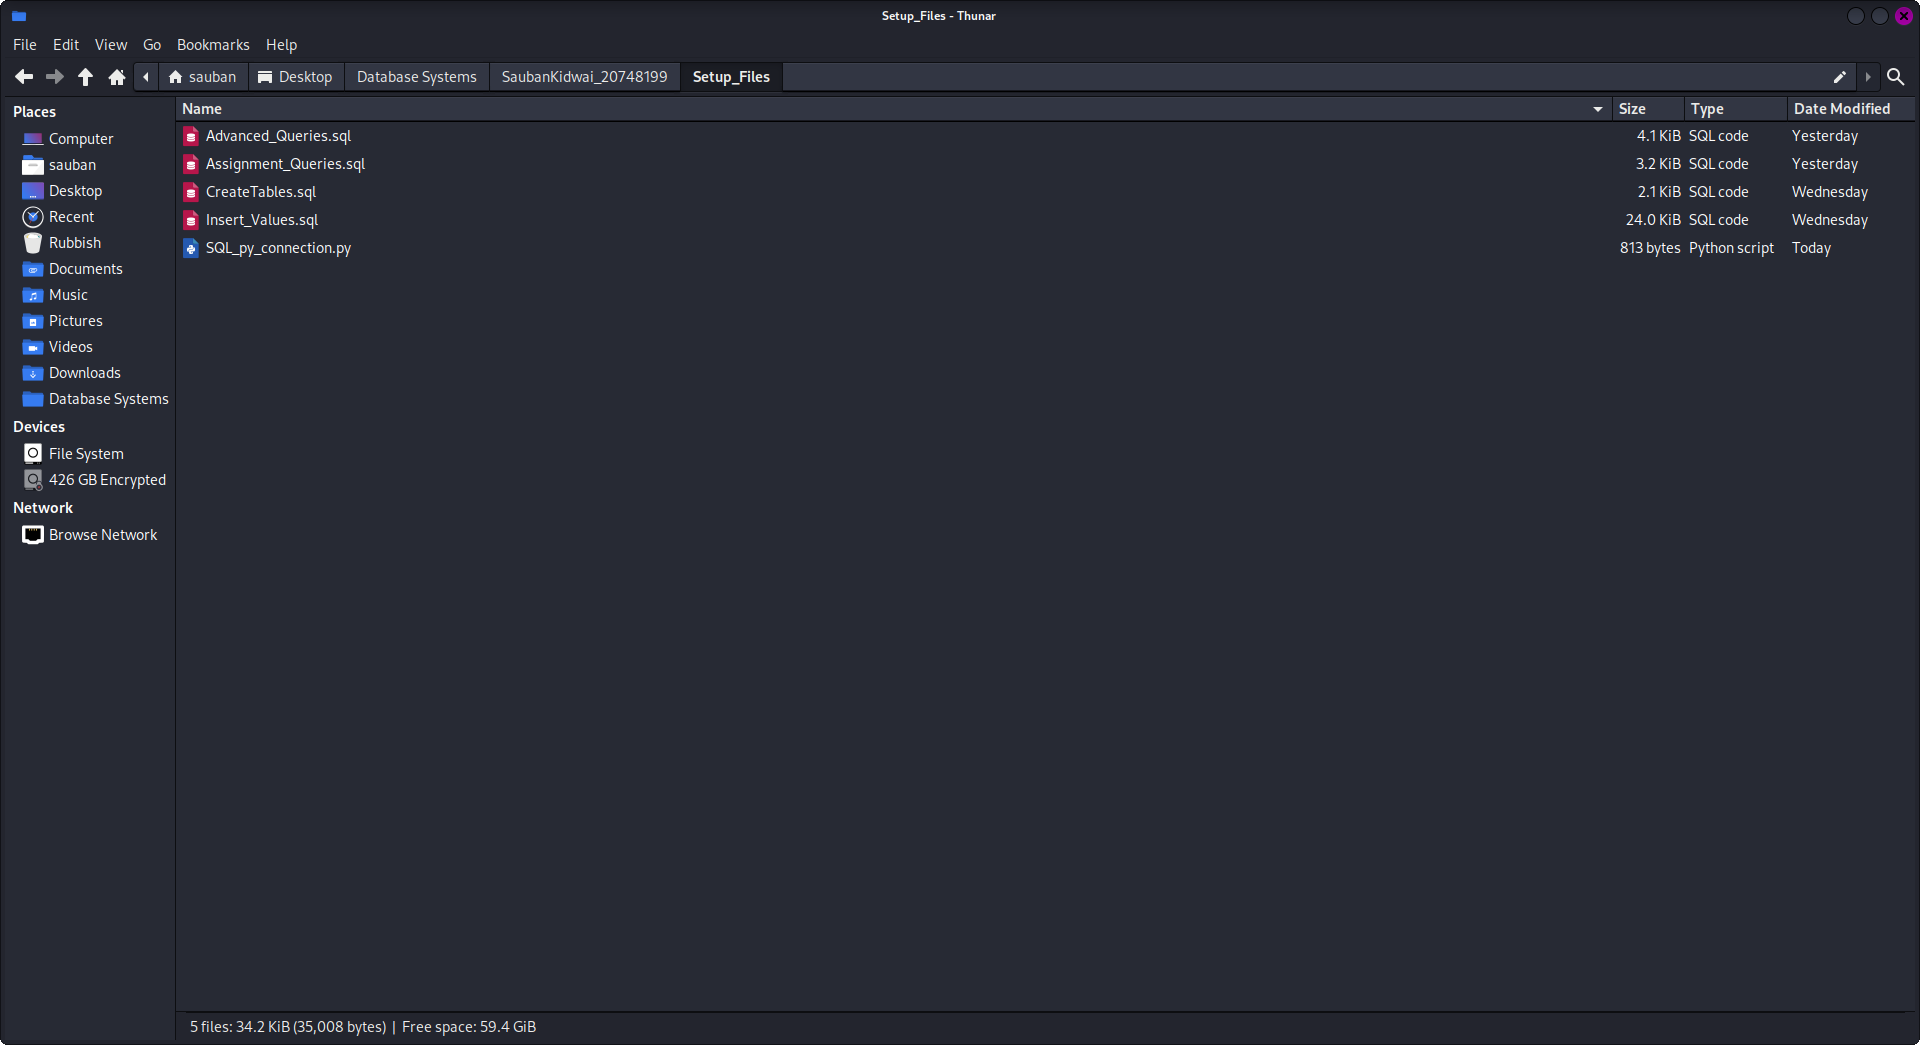 Setup_Files - Thunar
File Edit View Go Bookmarks Help
sauban Desktop Database Systems SaubanKidwai_20748199 Setup_Files
Places
Computer
sauban
Desktop
Recent
Rubbish
Documents
Music
Pictures
Videos
Downloads
Database Systems
Devices
File System
426 GB Encrypted
Network
Browse Network
Name Size Type Date Modified
Advanced_Queries.sql 4.1 KiB SQL code Yesterday
Assignment_Queries.sql 3.2 KiB SQL code Yesterday
CreateTables.sql 2.1 KiB SQL code Wednesday
Insert_Values.sql 24.0 KiB SQL code Wednesday
SQL_py_connection.py 813 bytes Python script Today
5 files: 34.2 KiB (35,008 bytes) | Free space: 59.4 GiB